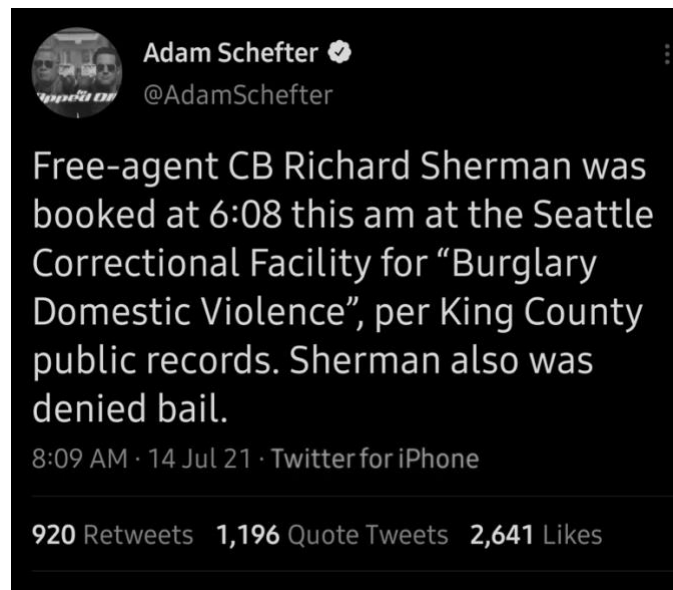 Adam Schefter
@AdamSchefter
Free-agent CB Richard Sherman was
booked at 6:08 this am at the Seattle
Correctional Facility for “Burglary
Domestic Violence”, per King County
public records. Sherman also was
denied bail.
8:09 AM · 14 Jul 21 · Twitter for iPhone
920 Retweets 1,196 Quote Tweets 2,641 Likes